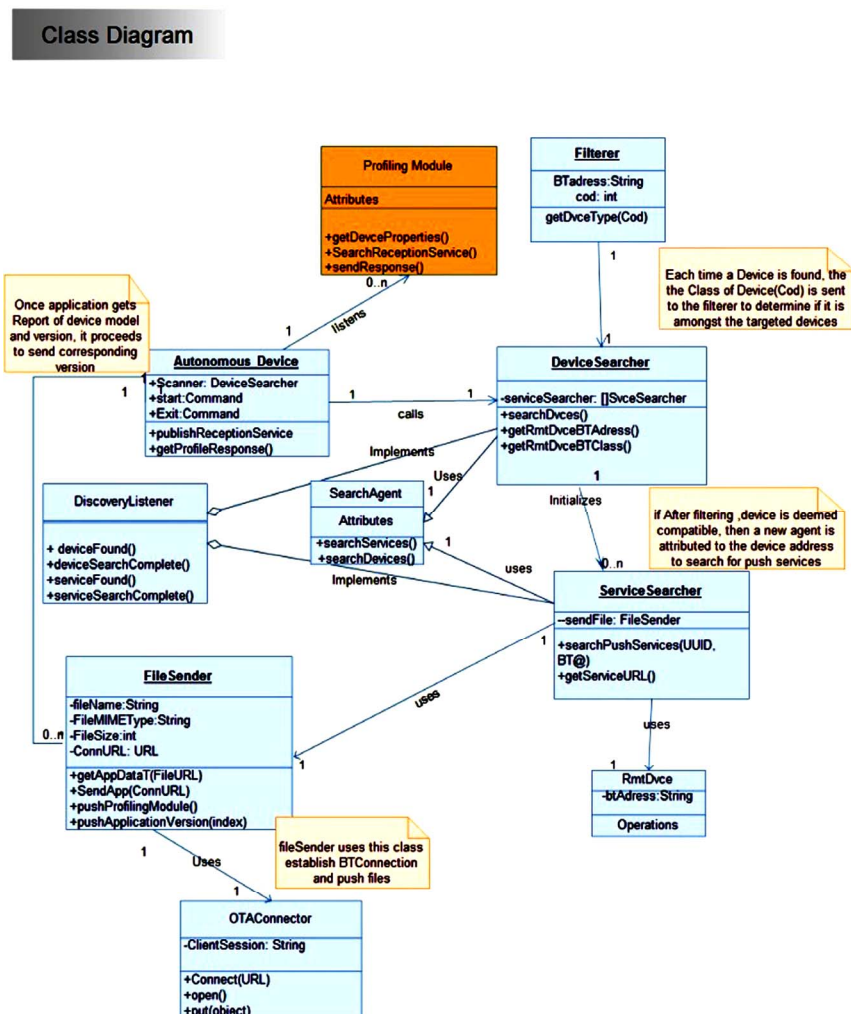 Class Diagram
Profiling Module
Attributes
+getDevceProperties()
+SearchReceptionService()
+sendResponse()
0..n
Filterer
BTadress:String
cod: int
getDvceType(Cod)
1
Each time a Device is found, the
the Class of Device(Cod) is sent
to the filterer to determine if it is
amongst the targeted devices
Once application gets
Report of device model
and version, it proceeds
to send corresponding
version
1
listens
1
Autonomous_Device
+Scanner: DeviceSearcher
+start:Command
+Exit:Command
+publishReceptionService
+getProfileResponse()
1
1
1
calls
1
DeviceSearcher
-serviceSearcher: []SvceSearcher
+searchDvces()
+getRmtDvceBTAdress()
+getRmtDvceBTClass()
1
Implements
Uses
1
Initializes
DiscoveryListener
+ deviceFound()
+deviceSearchComplete()
+serviceFound()
+serviceSearchComplete()
SearchAgent
Attributes
+searchServices()
+searchDevices()
1
uses
Implements
if After filtering ,device is deemed
compatible, then a new agent is
attributed to the device address
to search for push services
0..n
ServiceSearcher
--sendFile: FileSender
+searchPushServices(UUID,
BT@)
+getServiceURL()
1
uses
uses
1
RmtDvce
-btAdress:String
Operations
FileSender
-fileName:String
-FileMIMEType:String
-FileSize:int
-ConnURL: URL
+getAppDataT(FileURL)
+SendApp(ConnURL)
+pushProfilingModule()
+pushApplicationVersion(index)
0..n
1
1
Uses
1
fileSender uses this class
establish BTConnection
and push files
OTAConnector
-ClientSession: String
+Connect(URL)
+open()
+put(object)